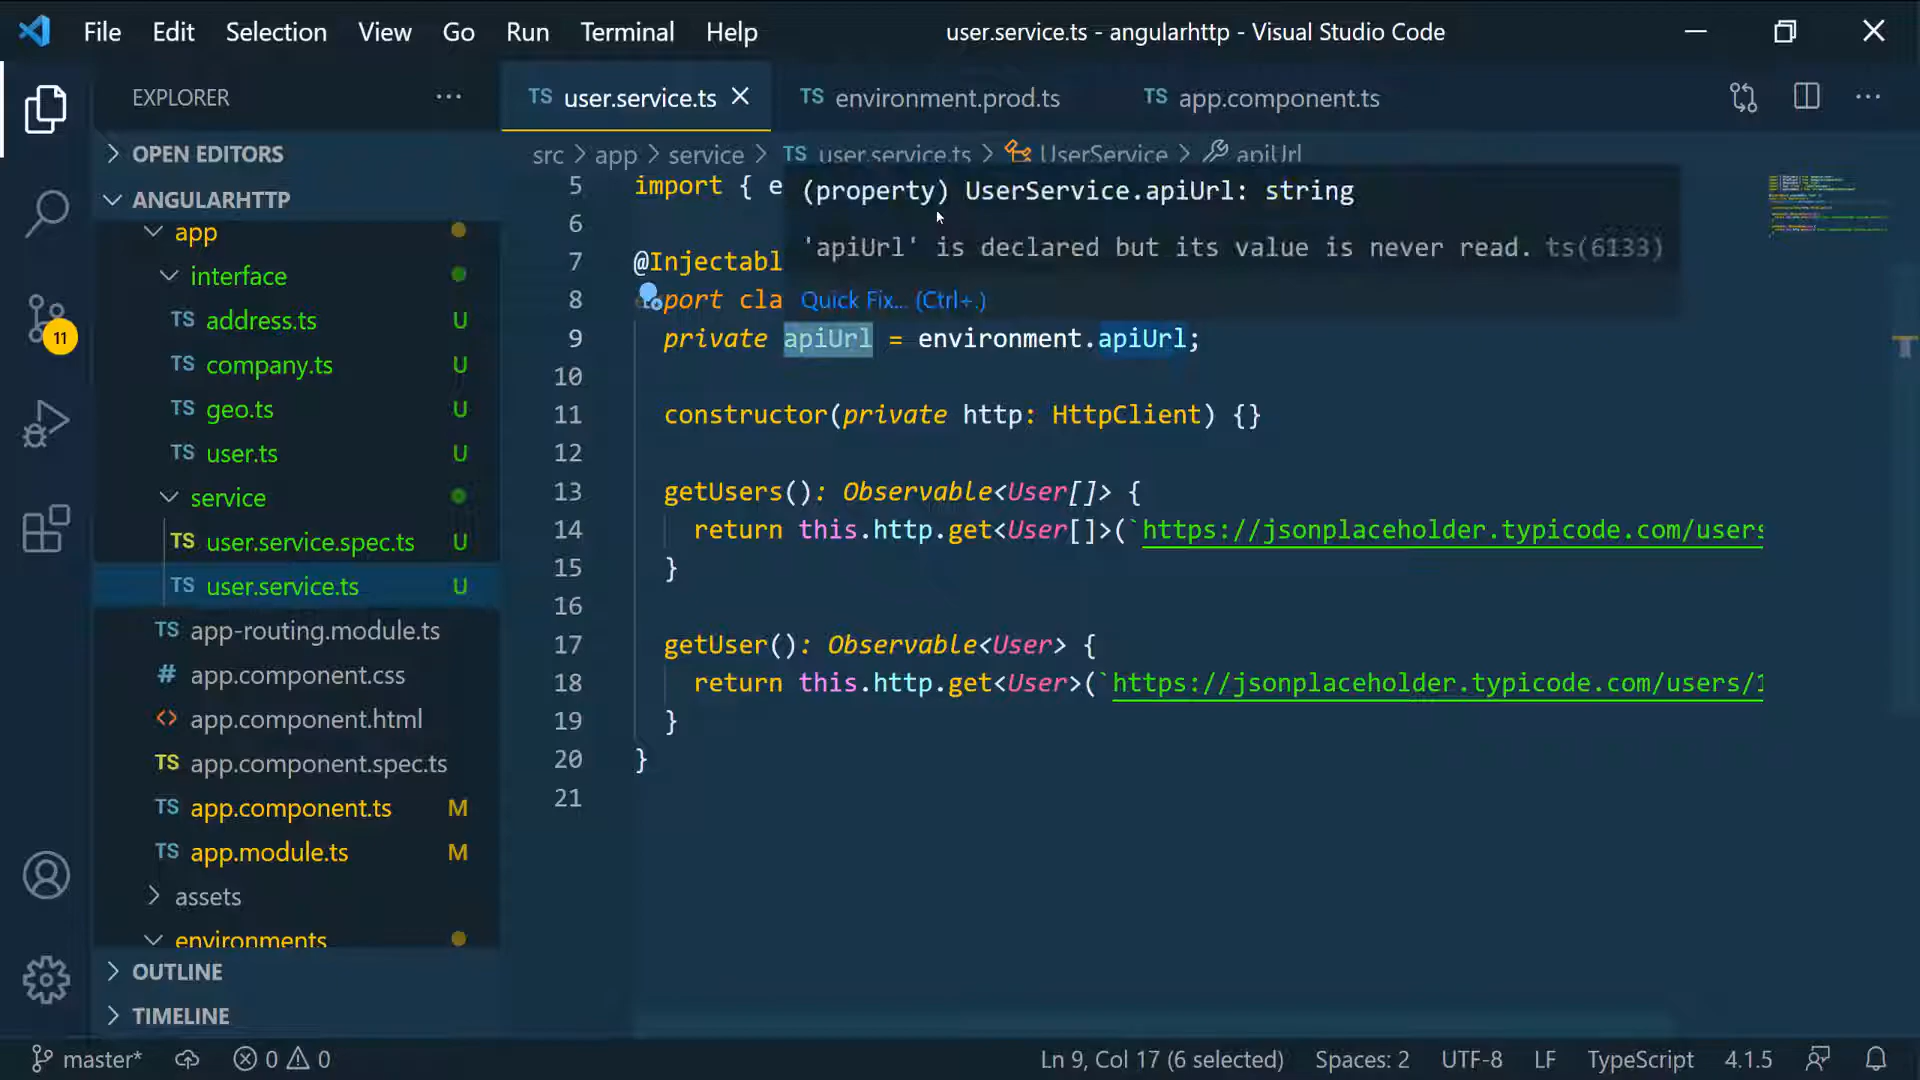 File Edit Selection View Go Run Terminal Help
user.service.ts - angularhttp - Visual Studio Code
EXPLORER
OPEN EDITORS
ANGULARHTTP
app
interface
TS address.ts U
TS company.ts U
TS geo.ts U
TS user.ts U
service
TS user.service.spec.ts U
TS user.service.ts U
TS app-routing.module.ts
# app.component.css
<> app.component.html
TS app.component.spec.ts
TS app.component.ts M
TS app.module.ts M
assets
environments
OUTLINE
TIMELINE
11
TS user.service.ts
TS environment.prod.ts
TS app.component.ts
src > app > service > TS user.service.ts > UserService > apiUrl
(property) UserService.apiUrl: string
'apiUrl' is declared but its value is never read. ts(6133)
Quick Fix... (Ctrl+.)
5 import { e
6
7 @Injectabl
8 port cla
9 private apiUrl = environment.apiUrl;
10
11 constructor(private http: HttpClient) {}
12
13 getUsers(): Observable<User[]> {
14 return this.http.get<User[]>(`https://jsonplaceholder.typicode.com/users
15 }
16
17 getUser(): Observable<User> {
18 return this.http.get<User>(`https://jsonplaceholder.typicode.com/users/1
19 }
20 }
21
master* 0 0
Ln 9, Col 17 (6 selected) Spaces: 2 UTF-8 LF TypeScript 4.1.5